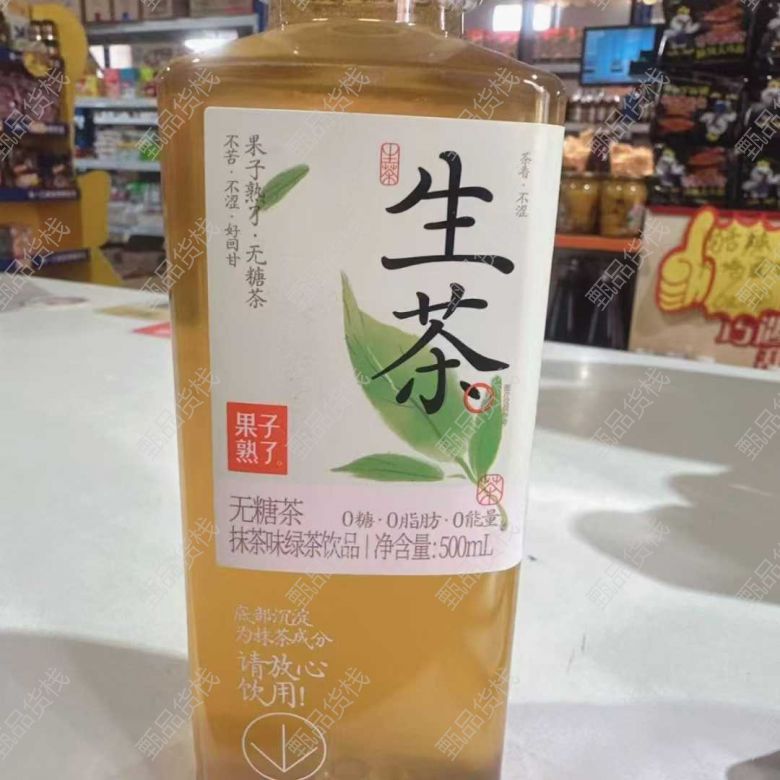 果子熟了·无糖茶
不苦·不涩·好回甘
生茶
茶香·不涩
生茶
果子
熟了。
茶
无糖茶
0糖·0脂肪·0能量
抹茶味绿茶饮品|净含量:500mL
底部沉淀
为抹茶成分
请放心
饮用!
甄品货栈